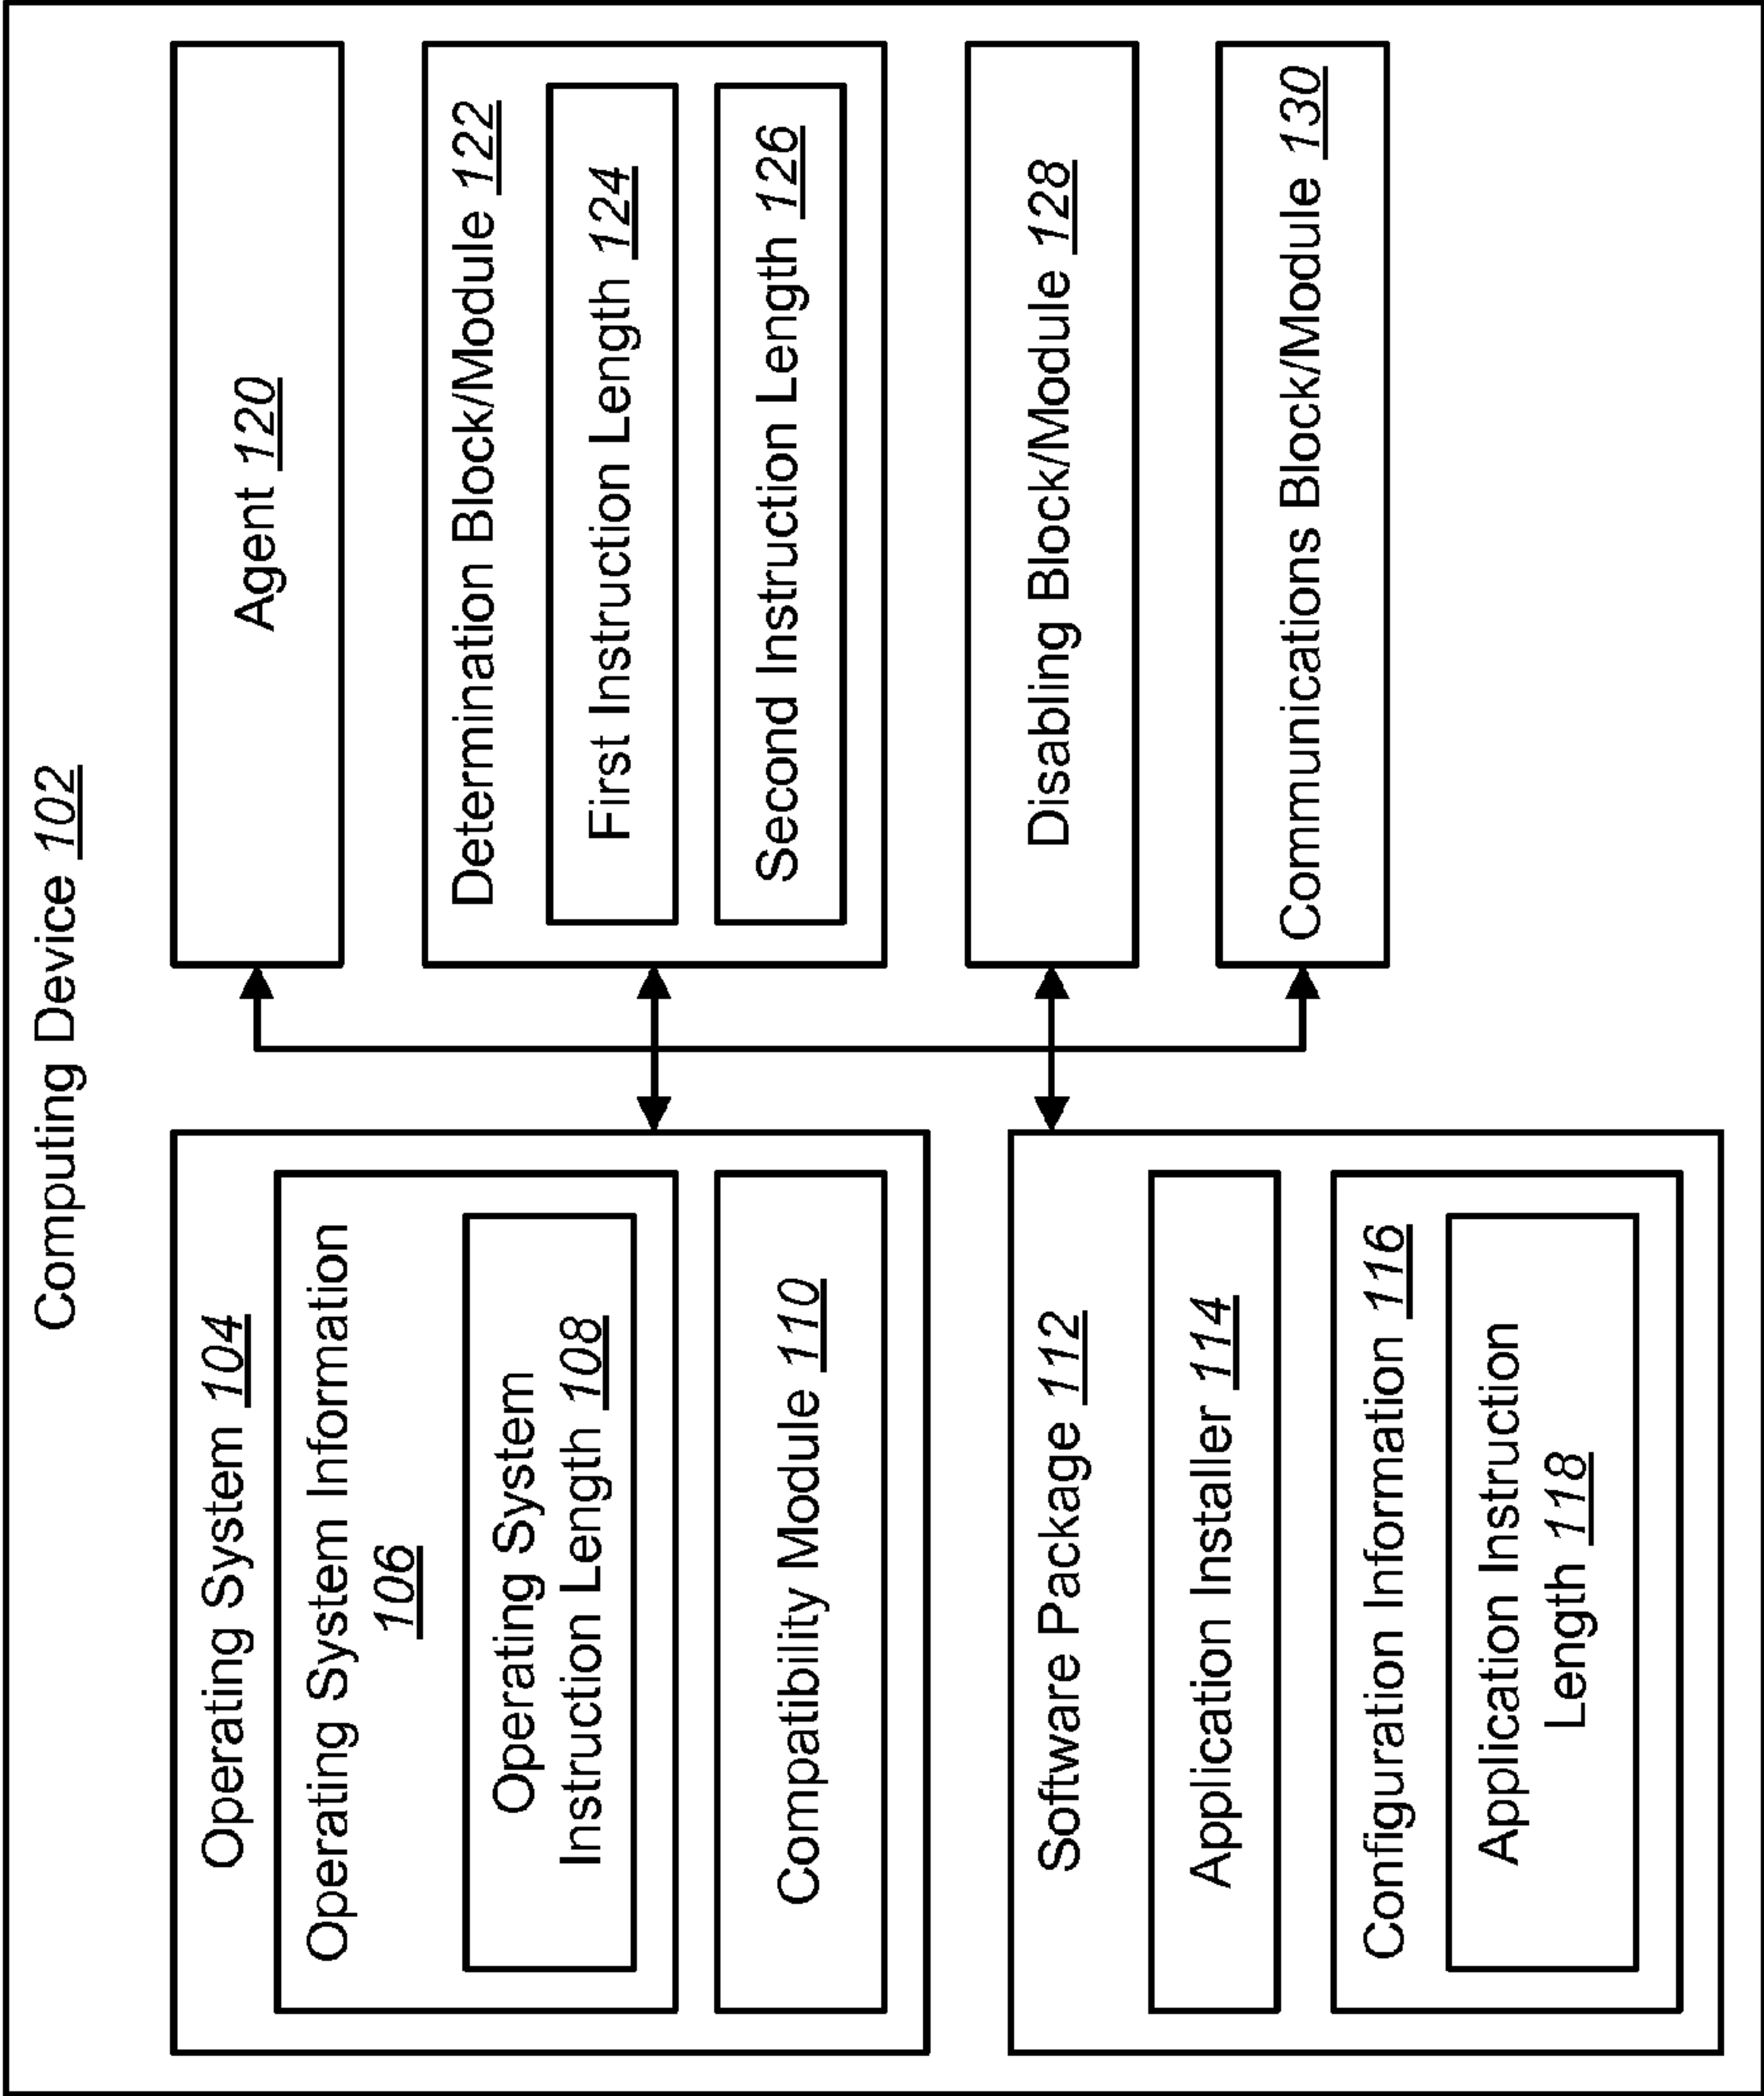 Computing Device 102
Operating System 104
Operating System Information
106
Operating System
Instruction Length 108
Compatibility Module 110
Software Package 112
Application Installer 114
Configuration Information 116
Application Instruction
Length 118
Agent 120
Determination Block/Module 122
First Instruction Length 124
Second Instruction Length 126
Disabling Block/Module 128
Communications Block/Module 130